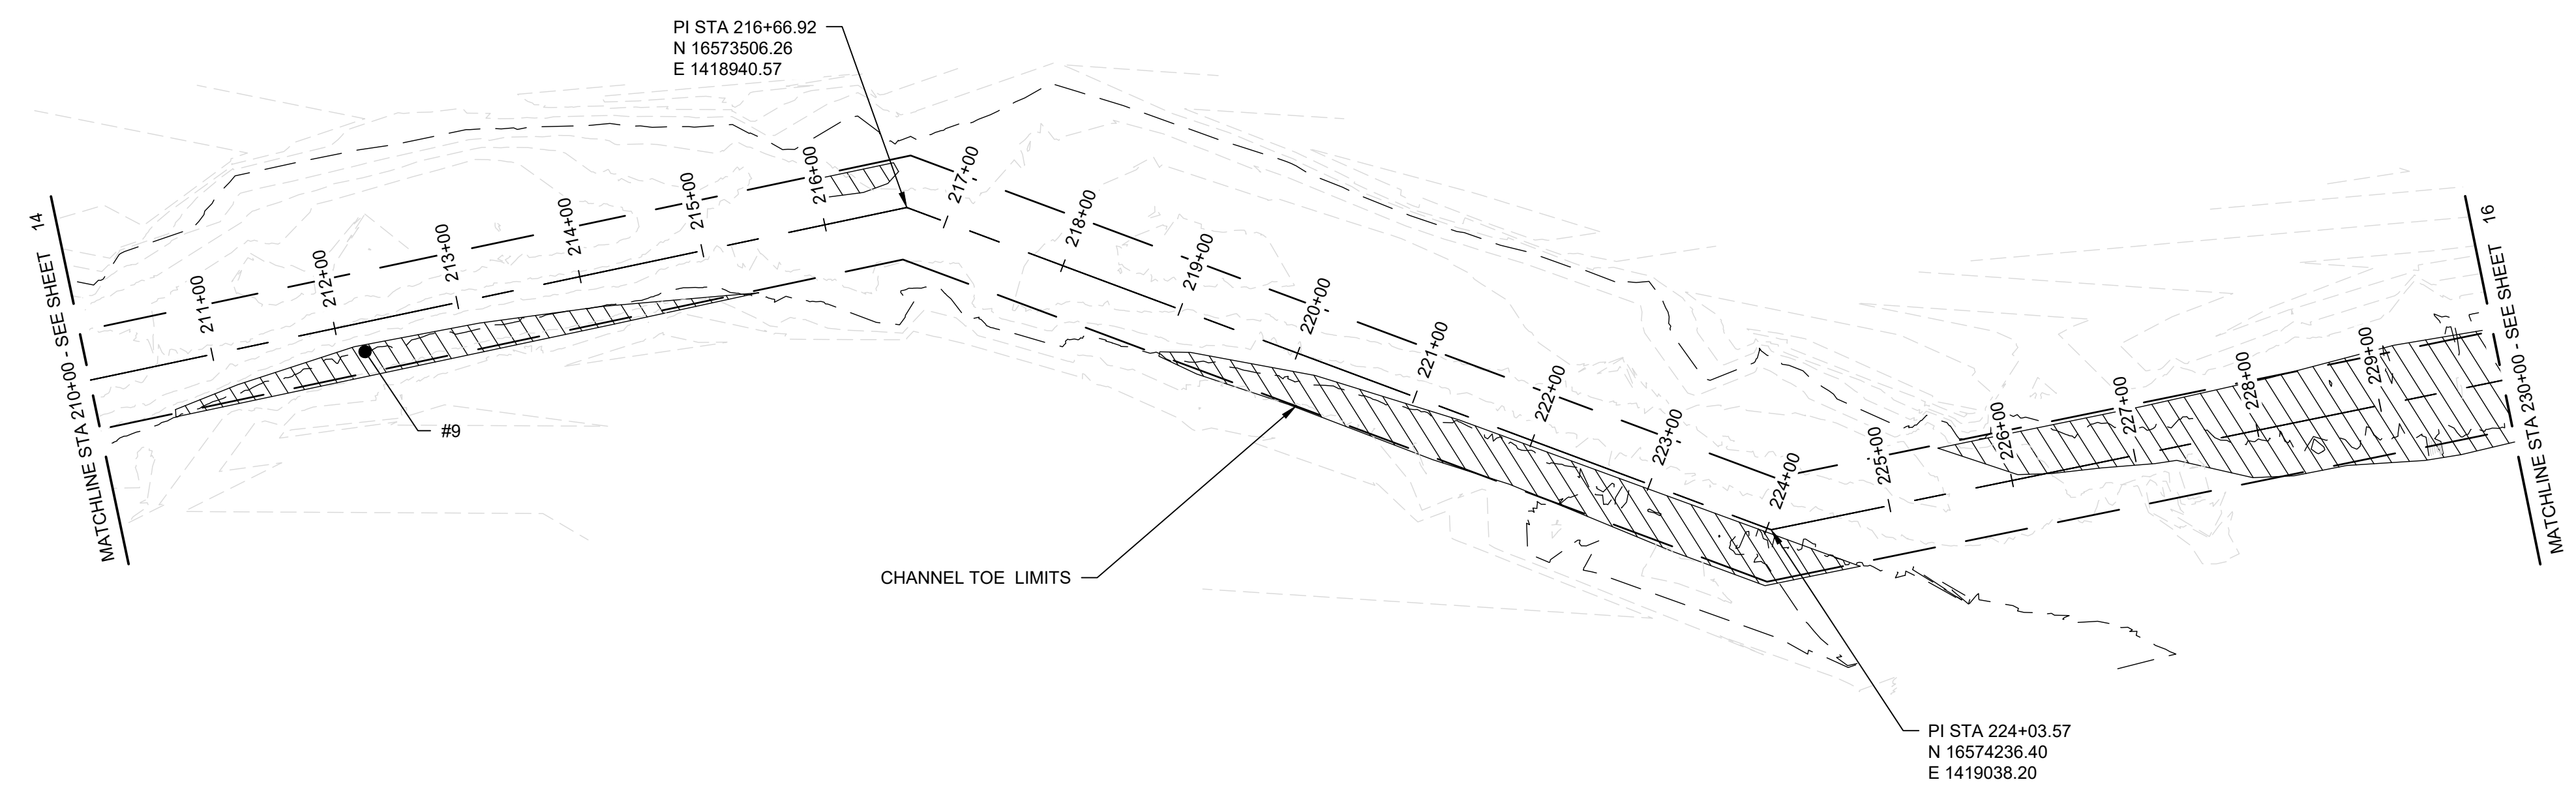 PI STA 216+66.92
N 16573506.26
E 1418940.57
MATCHLINE STA 210+00 - SEE SHEET 14
211+00
212+00
213+00
214+00
215+00
216+00
217+00
218+00
219+00
220+00
221+00
222+00
223+00
224+00
225+00
226+00
227+00
228+00
229+00
MATCHLINE STA 230+00 - SEE SHEET 16
#9
CHANNEL TOE LIMITS
PI STA 224+03.57
N 16574236.40
E 1419038.20